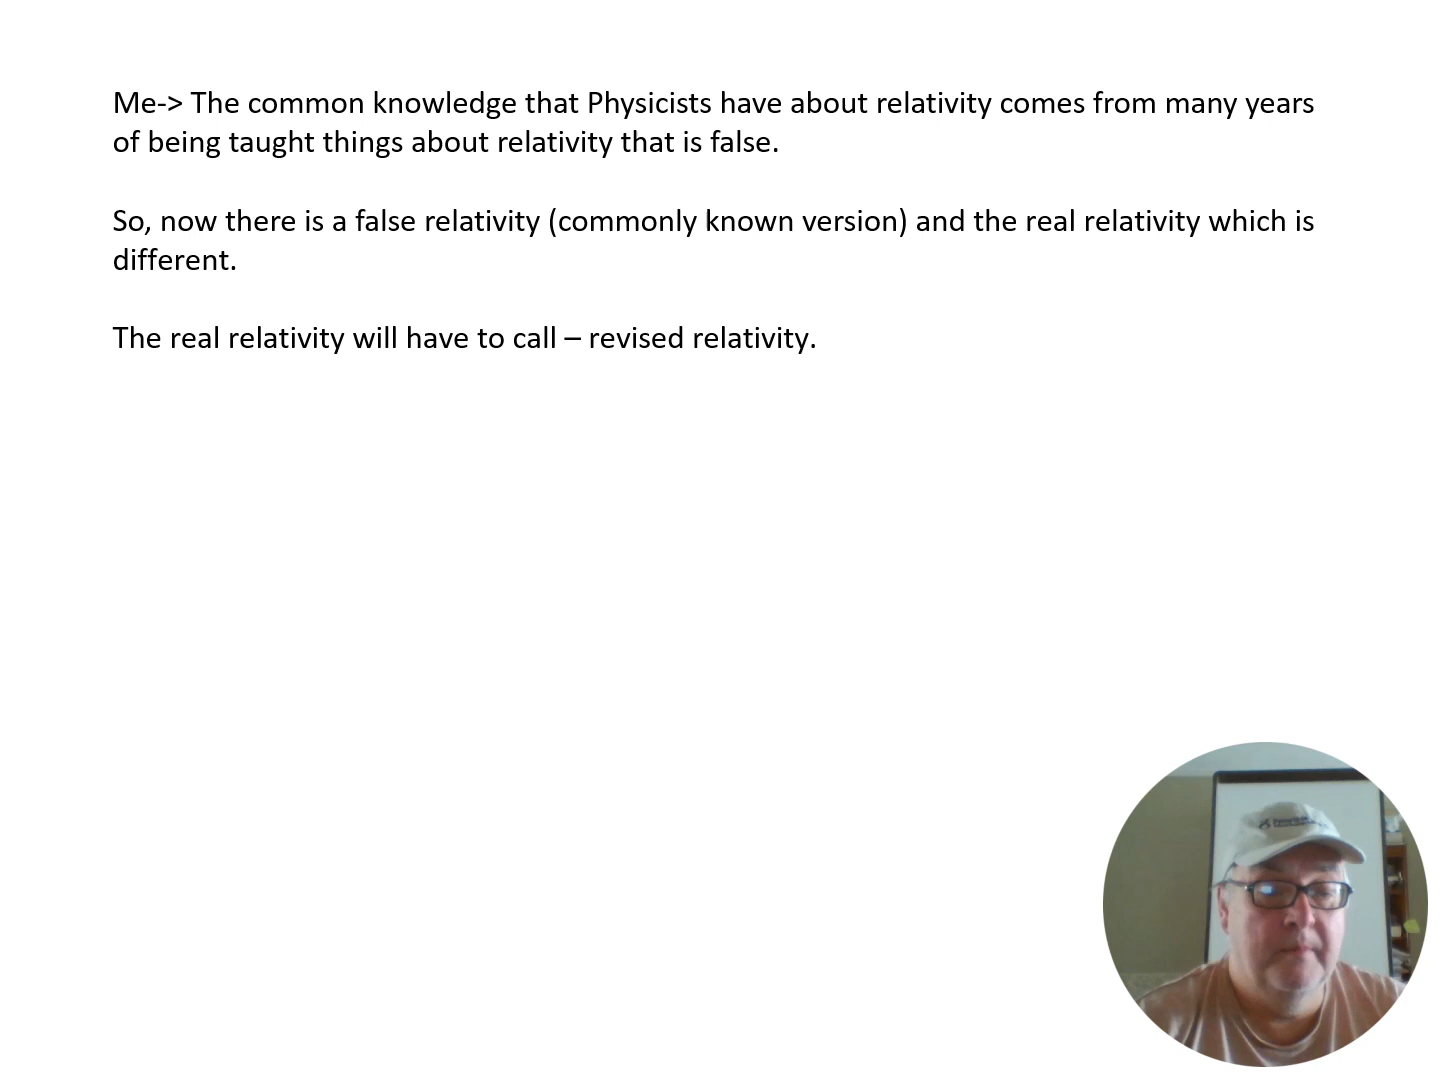 Me-> The common knowledge that Physicists have about relativity comes from many years
of being taught things about relativity that is false.
So, now there is a false relativity (commonly known version) and the real relativity which is
different.
The real relativity will have to call – revised relativity.